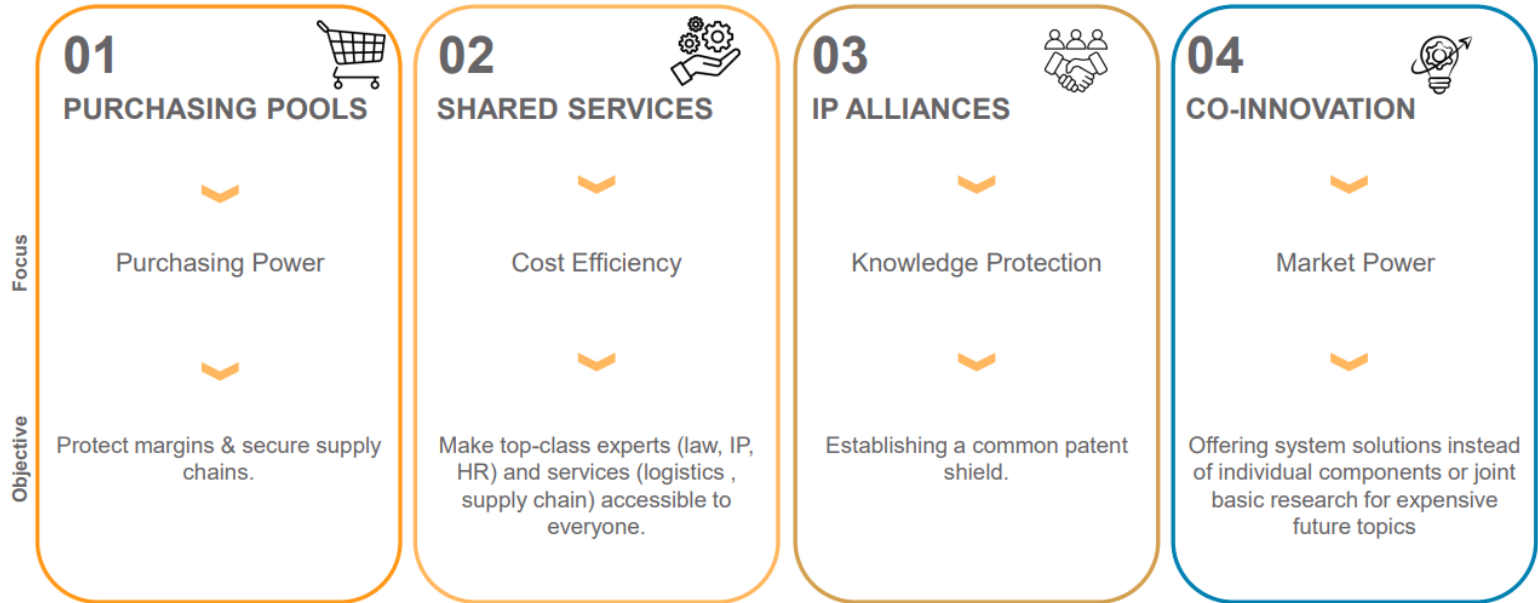 01
PURCHASING POOLS
02
SHARED SERVICES
03
IP ALLIANCES
04
CO-INNOVATION
Focus
Purchasing Power
Cost Efficiency
Knowledge Protection
Market Power
Objective
Protect margins & secure supply
chains.
Make top-class experts (law, IP,
HR) and services (logistics ,
supply chain) accessible to
everyone.
Establishing a common patent
shield.
Offering system solutions instead
of individual components or joint
basic research for expensive
future topics